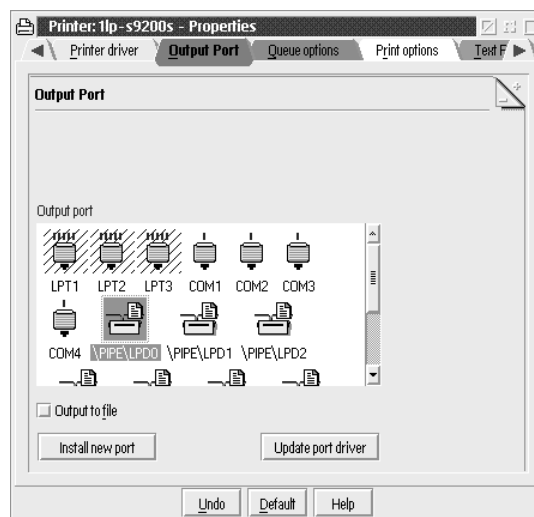 Printer: 1lp-s9200s - Properties
Printer driver Output Port Queue options Print options Text F
Output Port
Output port
LPT1 LPT2 LPT3 COM1 COM2 COM3
COM4 \PIPE\LPD0 \PIPE\LPD1 \PIPE\LPD2
Output to file
Install new port Update port driver
Undo Default Help